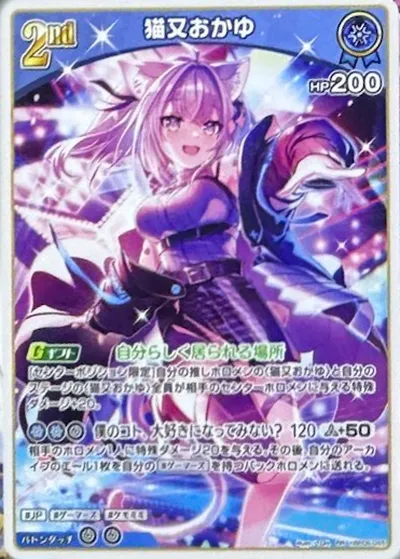 2nd
猫又おかゆ
HP200
ギフト 自分らしく居られる場所
[センターポジション限定]自分の推しホロメンの〈猫又おかゆ〉と自分の
ステージの〈猫又おかゆ〉全員が相手のセンターホロメンに与える特殊
ダメージ+20。
僕のコト、大好きになってみない? 120 +50
相手のホロメン1人に特殊ダメージ20を与える。その後、自分のアーカ
イブのエール1枚を自分の#ゲーマーズを持つバックホロメンに送れる。
#JP #ゲーマーズ #ケモミミ
バトンタッチ